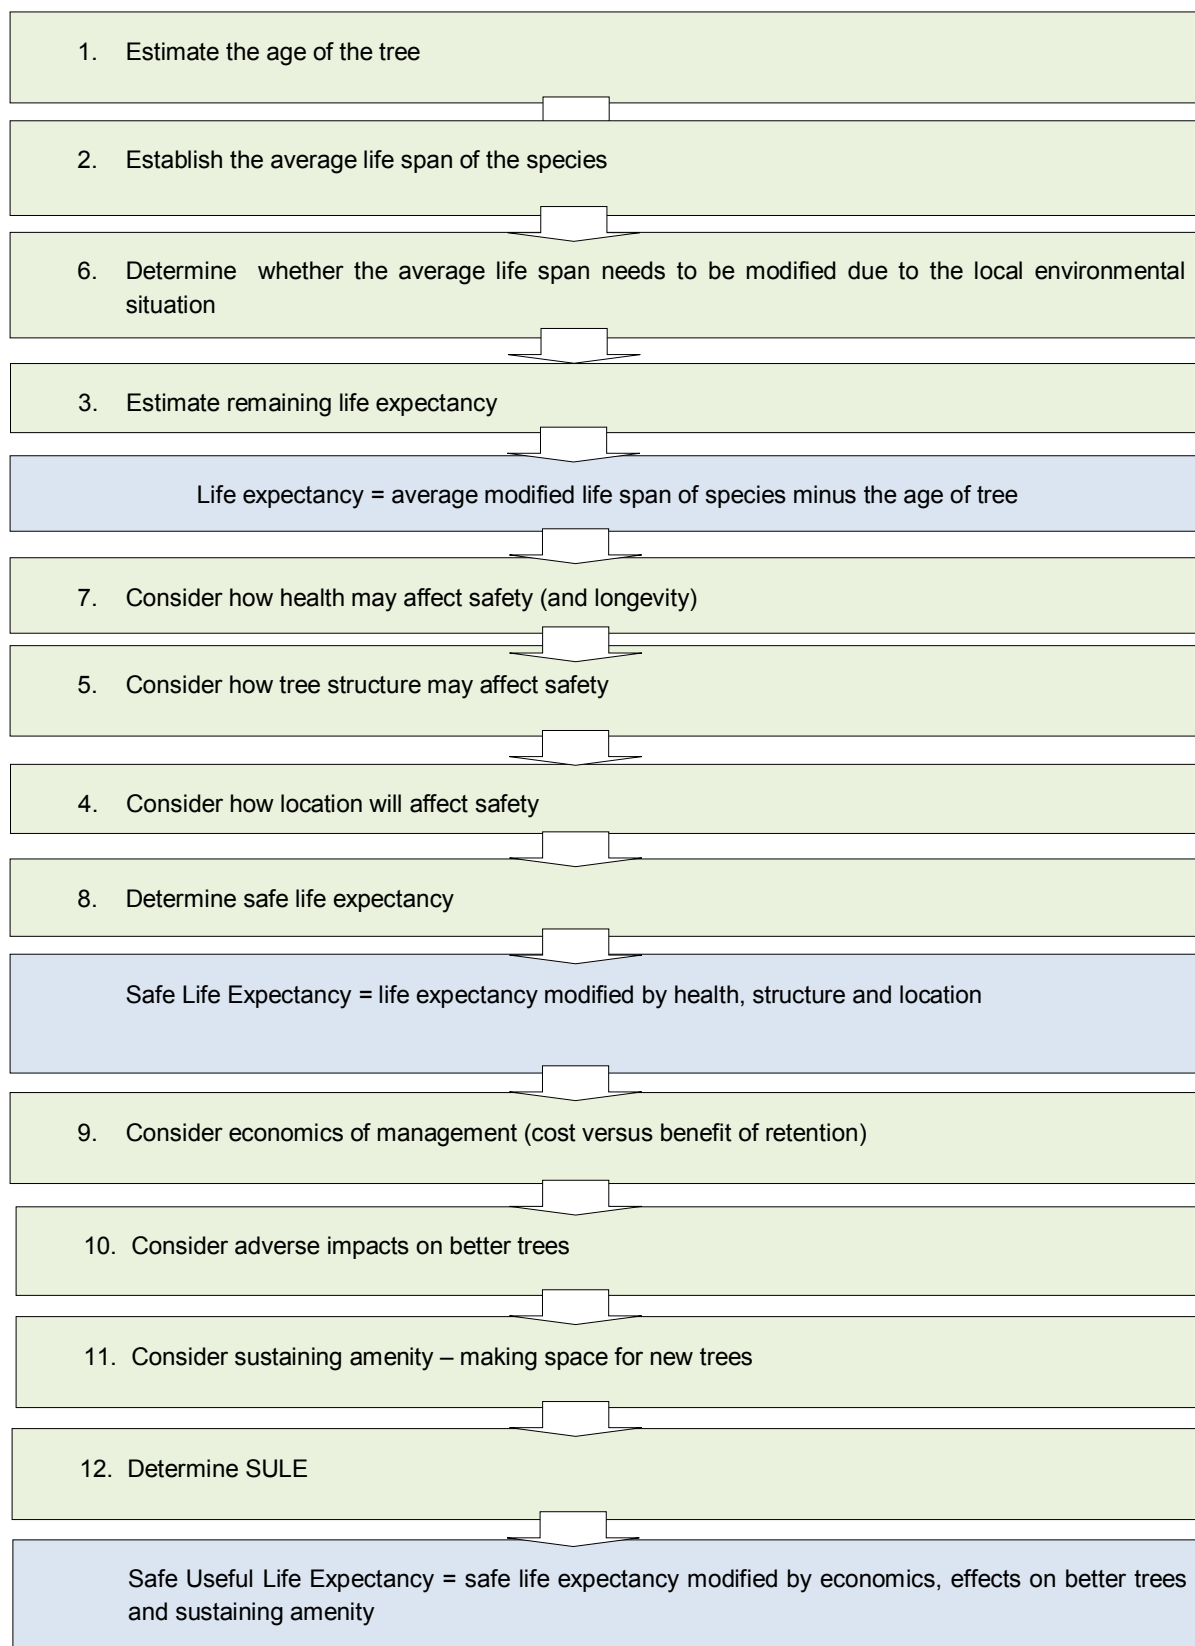 1. Estimate the age of the tree
2. Establish the average life span of the species
6. Determine whether the average life span needs to be modified due to the local environmental
situation
3. Estimate remaining life expectancy
Life expectancy = average modified life span of species minus the age of tree
7. Consider how health may affect safety (and longevity)
5. Consider how tree structure may affect safety
4. Consider how location will affect safety
8. Determine safe life expectancy
Safe Life Expectancy = life expectancy modified by health, structure and location
9. Consider economics of management (cost versus benefit of retention)
10. Consider adverse impacts on better trees
11. Consider sustaining amenity – making space for new trees
12. Determine SULE
Safe Useful Life Expectancy = safe life expectancy modified by economics, effects on better trees
and sustaining amenity